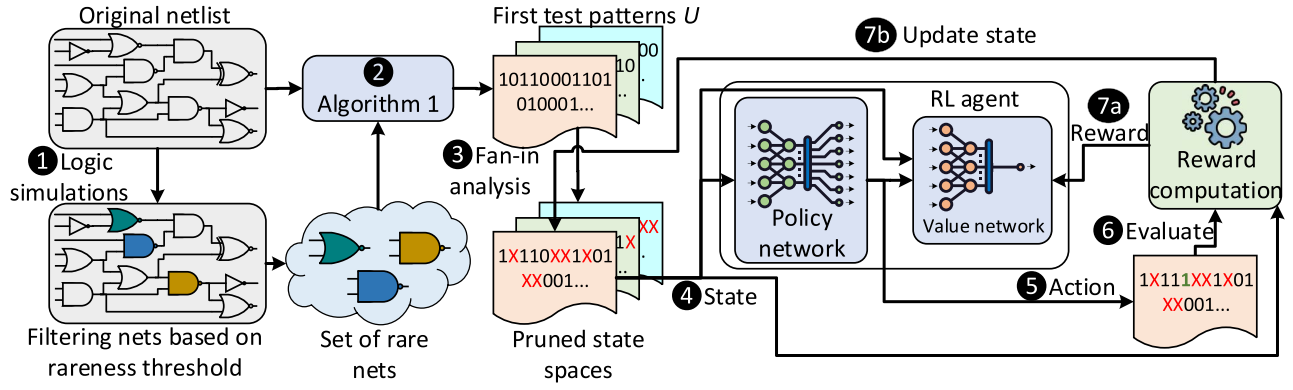 Original netlist
First test patterns U
7b Update state
00
10
..
10110001101
010001...
2
Algorithm 1
RL agent
7a
Reward
Reward
computation
1 Logic
simulations
3 Fan-in
analysis
Policy
network
Value network
6 Evaluate
XX
1X
..
1X110XX1X01
XX001...
4 State
5 Action
1X111XX1X01
XX001...
Filtering nets based on
rareness threshold
Set of rare
nets
Pruned state
spaces